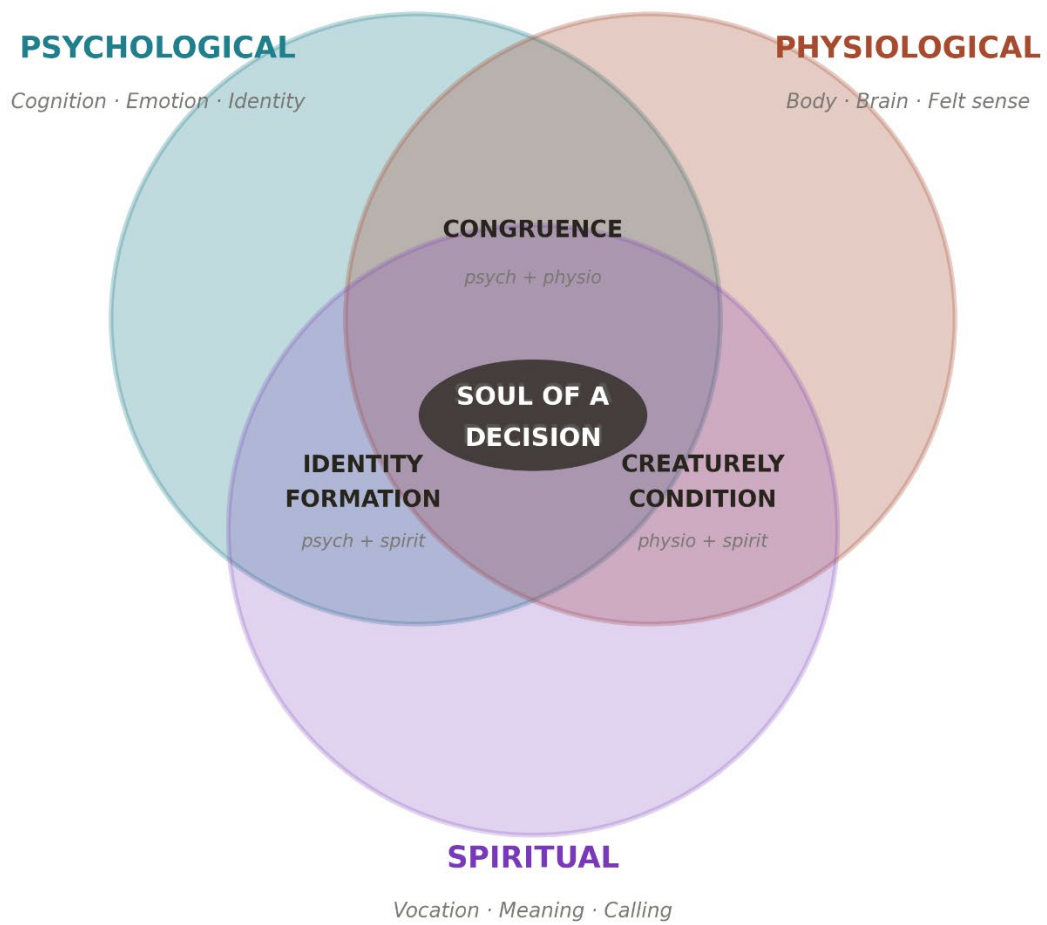 PSYCHOLOGICAL
Cognition · Emotion · Identity
PHYSIOLOGICAL
Body · Brain · Felt sense
CONGRUENCE
psych + physio
SOUL OF A
DECISION
IDENTITY
FORMATION
psych + spirit
CREATURELY
CONDITION
physio + spirit
SPIRITUAL
Vocation · Meaning · Calling